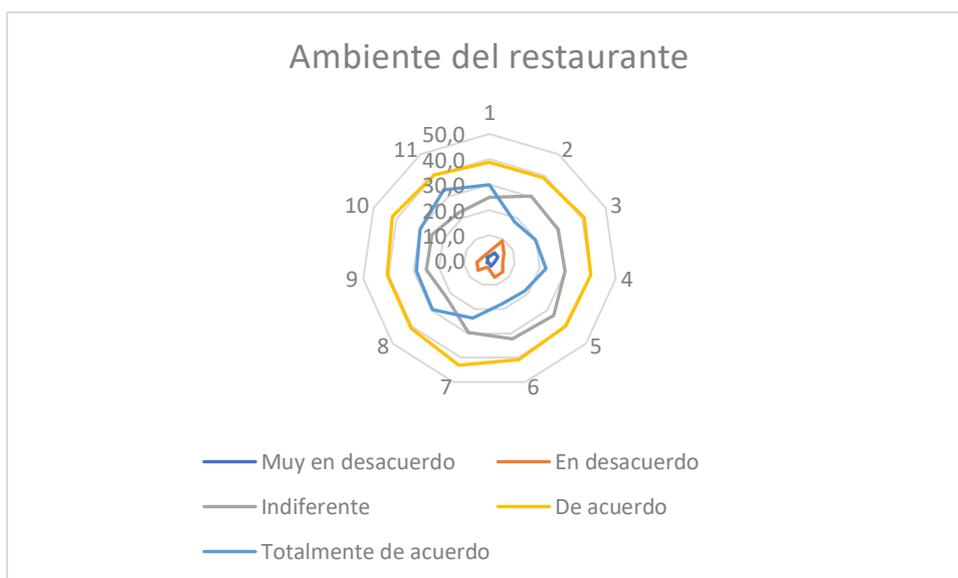 Ambiente del restaurante
1
2
3
4
5
6
7
8
9
10
11
50,0
40,0
30,0
20,0
10,0
0,0
Muy en desacuerdo
En desacuerdo
Indiferente
De acuerdo
Totalmente de acuerdo